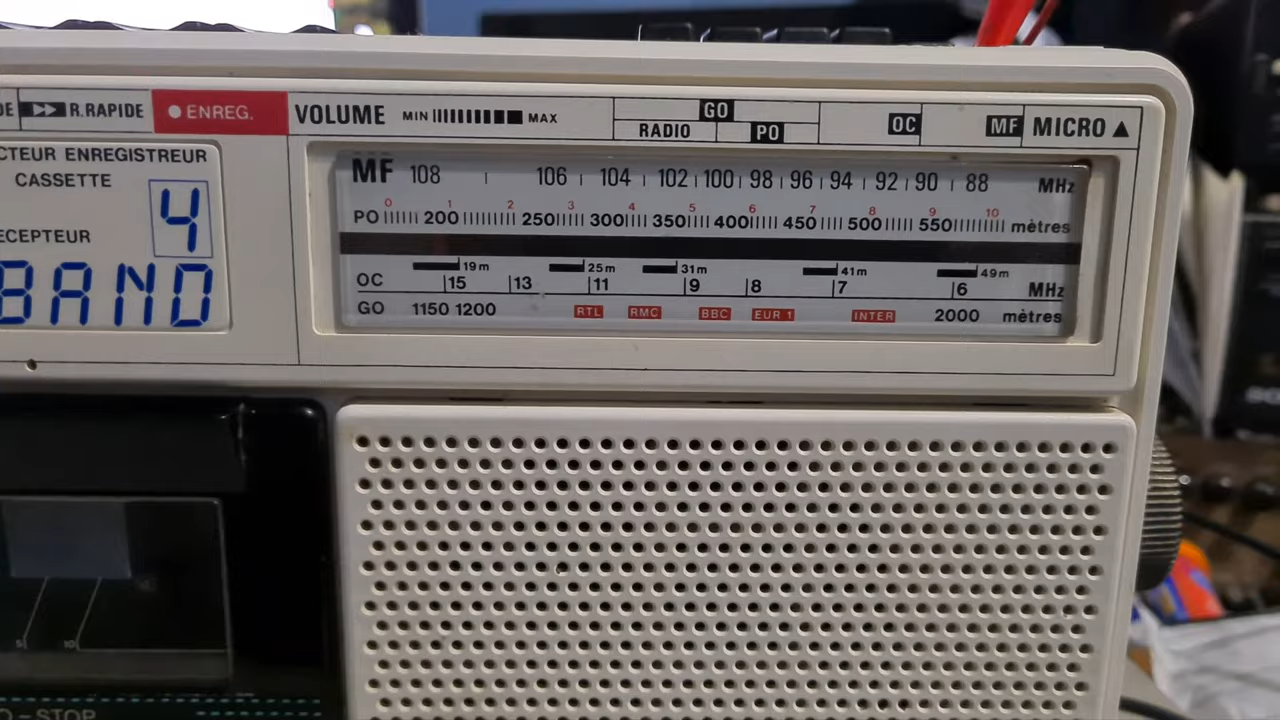 DE ▶▶ R.RAPIDE ● ENREG. VOLUME MIN MAX RADIO GO PO OC MF MICRO ▲
CTEUR ENREGISTREUR
CASSETTE
4
ECEPTEUR
BAND
MF 108 106 104 102 100 98 96 94 92 90 88 MHz
0 1 2 3 4 5 6 7 8 9 10
PO 200 250 300 350 400 450 500 550 mètres
19m 25m 31m 41m 49m
OC 15 13 11 9 8 7 6 MHz
GO 1150 1200 RTL RMC BBC EUR 1 INTER 2000 mètres
5 10
O-STOP